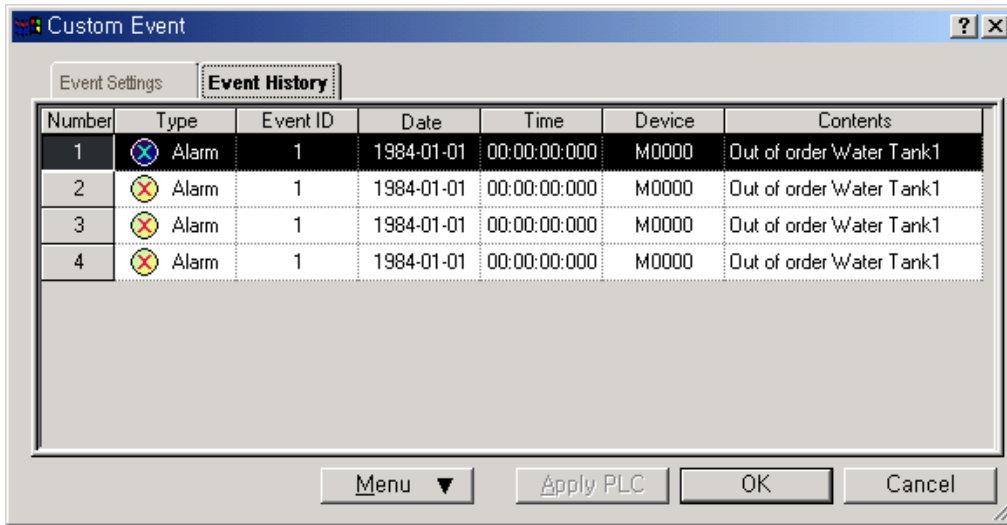 Custom Event
Event Settings Event History
Number Type Event ID Date Time Device Contents
1 Alarm 1 1984-01-01 00:00:00:000 M0000 Out of order Water Tank1
2 Alarm 1 1984-01-01 00:00:00:000 M0000 Out of order Water Tank1
3 Alarm 1 1984-01-01 00:00:00:000 M0000 Out of order Water Tank1
4 Alarm 1 1984-01-01 00:00:00:000 M0000 Out of order Water Tank1
Menu ▼ Apply PLC OK Cancel